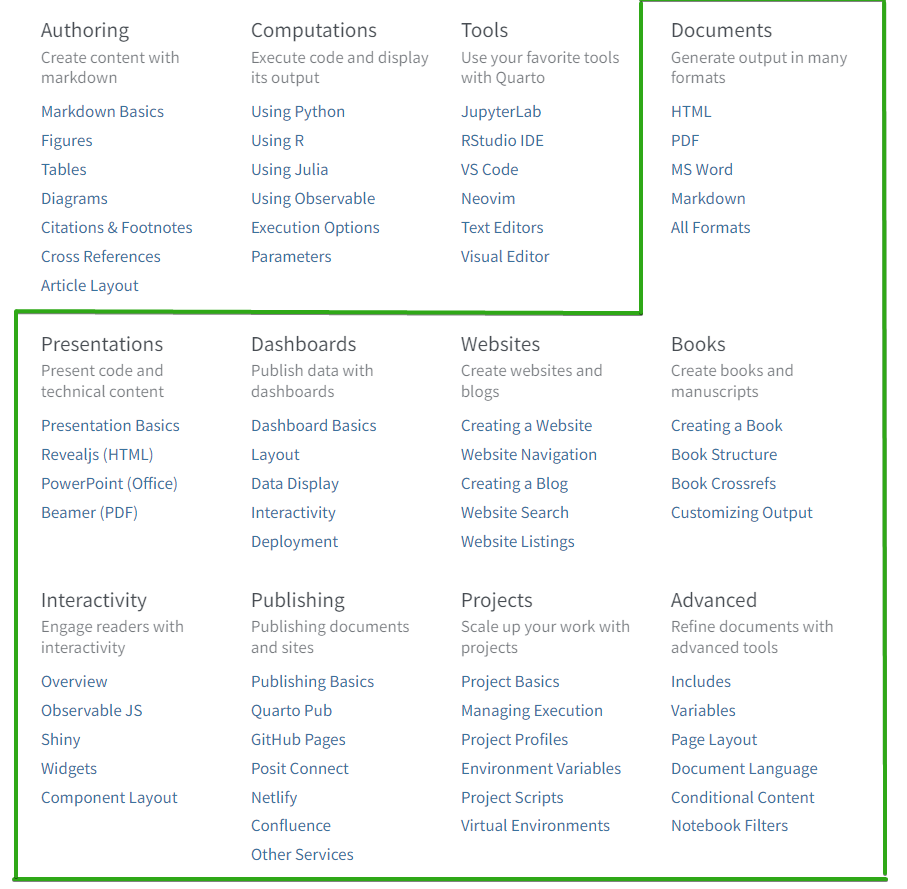 Authoring
Create content with
markdown
Markdown Basics
Figures
Tables
Diagrams
Citations & Footnotes
Cross References
Article Layout
Computations
Execute code and display
its output
Using Python
Using R
Using Julia
Using Observable
Execution Options
Parameters
Tools
Use your favorite tools
with Quarto
JupyterLab
RStudio IDE
VS Code
Neovim
Text Editors
Visual Editor
Documents
Generate output in many
formats
HTML
PDF
MS Word
Markdown
All Formats
Presentations
Present code and
technical content
Presentation Basics
Revealjs (HTML)
PowerPoint (Office)
Beamer (PDF)
Dashboards
Publish data with
dashboards
Dashboard Basics
Layout
Data Display
Interactivity
Deployment
Websites
Create websites and
blogs
Creating a Website
Website Navigation
Creating a Blog
Website Search
Website Listings
Books
Create books and
manuscripts
Creating a Book
Book Structure
Book Crossrefs
Customizing Output
Interactivity
Engage readers with
interactivity
Overview
Observable JS
Shiny
Widgets
Component Layout
Publishing
Publishing documents
and sites
Publishing Basics
Quarto Pub
GitHub Pages
Posit Connect
Netlify
Confluence
Other Services
Projects
Scale up your work with
projects
Project Basics
Managing Execution
Project Profiles
Environment Variables
Project Scripts
Virtual Environments
Advanced
Refine documents with
advanced tools
Includes
Variables
Page Layout
Document Language
Conditional Content
Notebook Filters